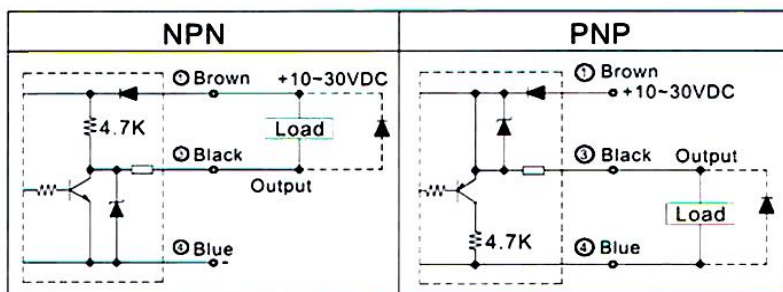 NPN
PNP
① Brown
+10~30VDC
4.7K
Load
③ Black
Output
④ Blue
① Brown
+10~30VDC
③ Black
Output
Load
4.7K
④ Blue